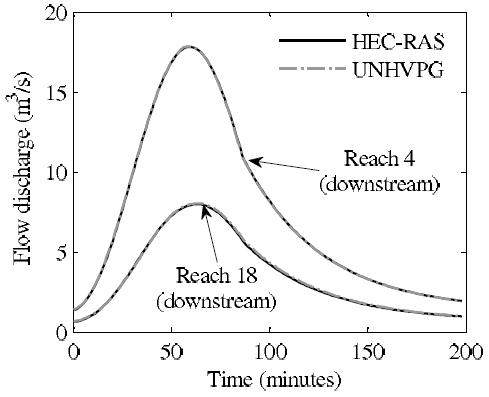 20
15
10
5
0
Flow discharge (m³/s)
HEC-RAS
UNHVPG
Reach 4
(downstream)
Reach 18
(downstream)
0
50
100
150
200
Time (minutes)